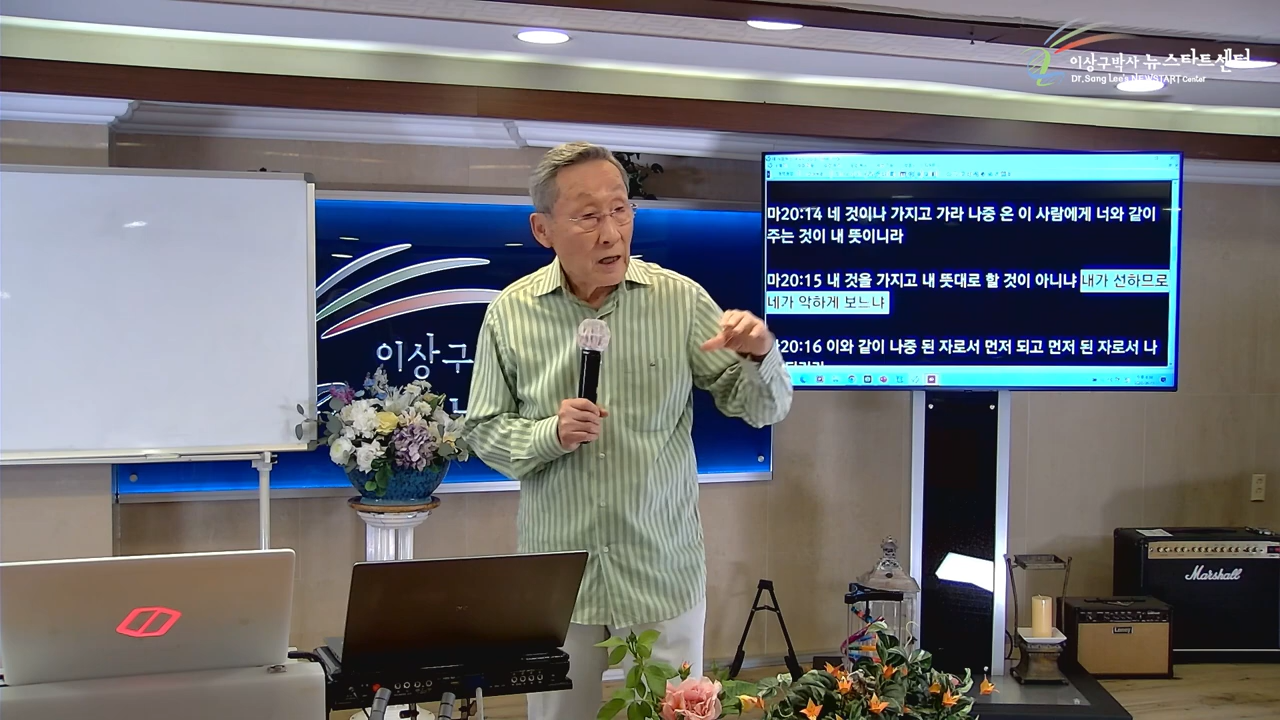 이상구박사 뉴스타트센터
Dr.Sang Lee's NEWSTART Center
마20:14 네 것이나 가지고 가라 나중 온 이 사람에게 너와 같이
주는 것이 내 뜻이니라
마20:15 내 것을 가지고 내 뜻대로 할 것이 아니냐 내가 선하므로
네가 악하게 보느냐
20:16 이와 같이 나중 된 자로서 먼저 되고 먼저 된 자로서 나
이상구
Marshall
Laney